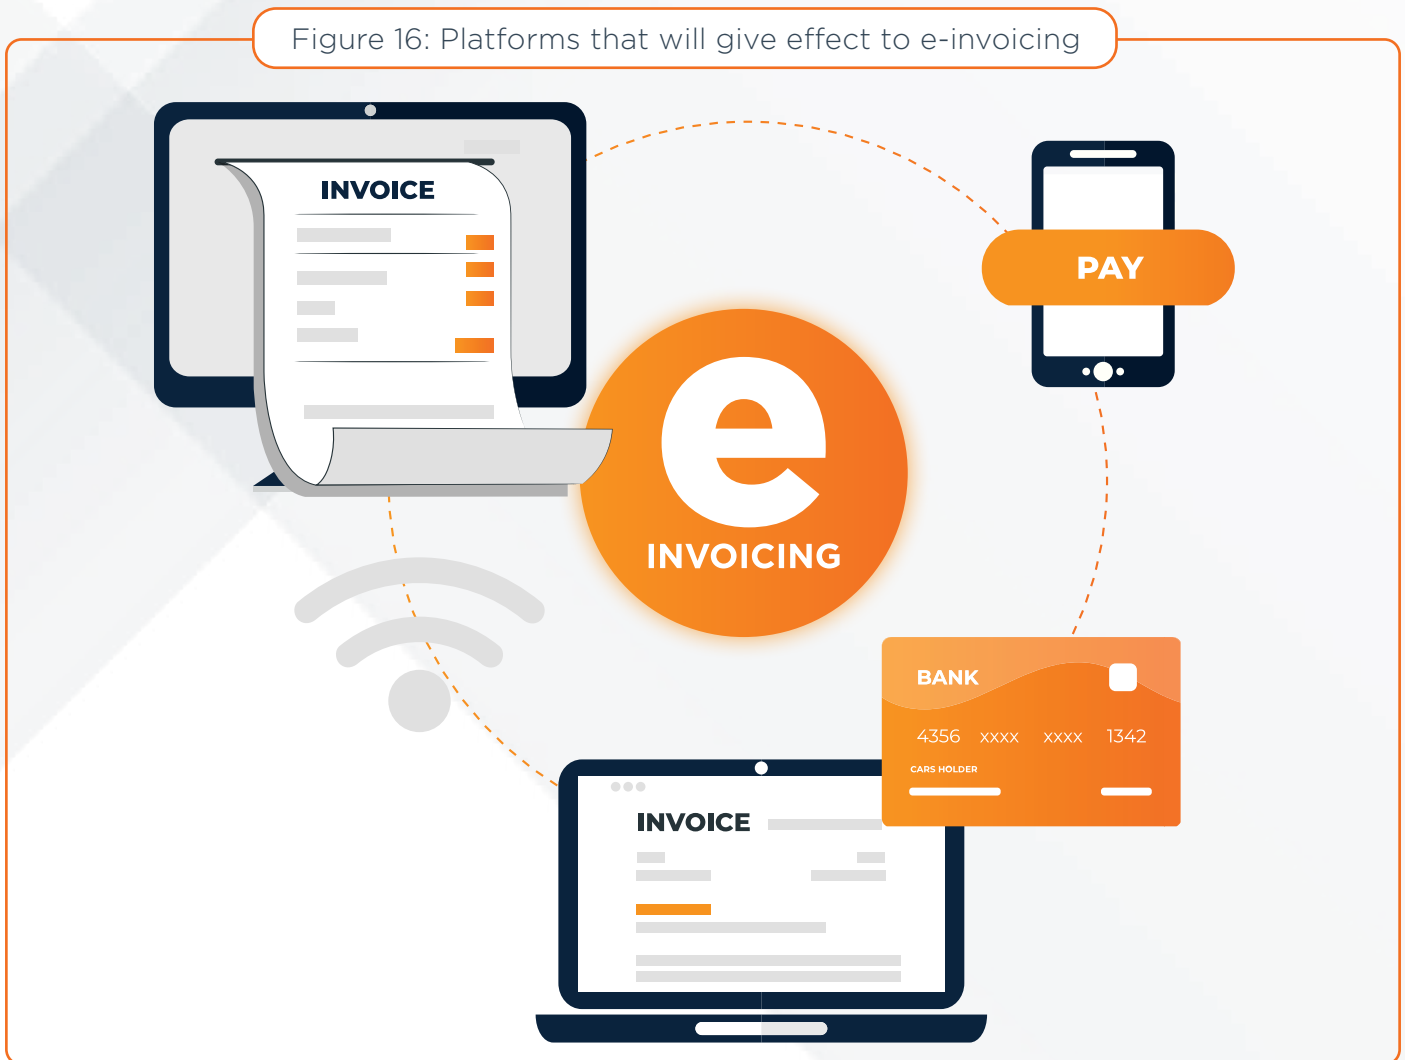 Figure 16: Platforms that will give effect to e-invoicing
INVOICE
PAY
e
INVOICING
BANK
4356 xxxx xxxx 1342
CARS HOLDER
INVOICE